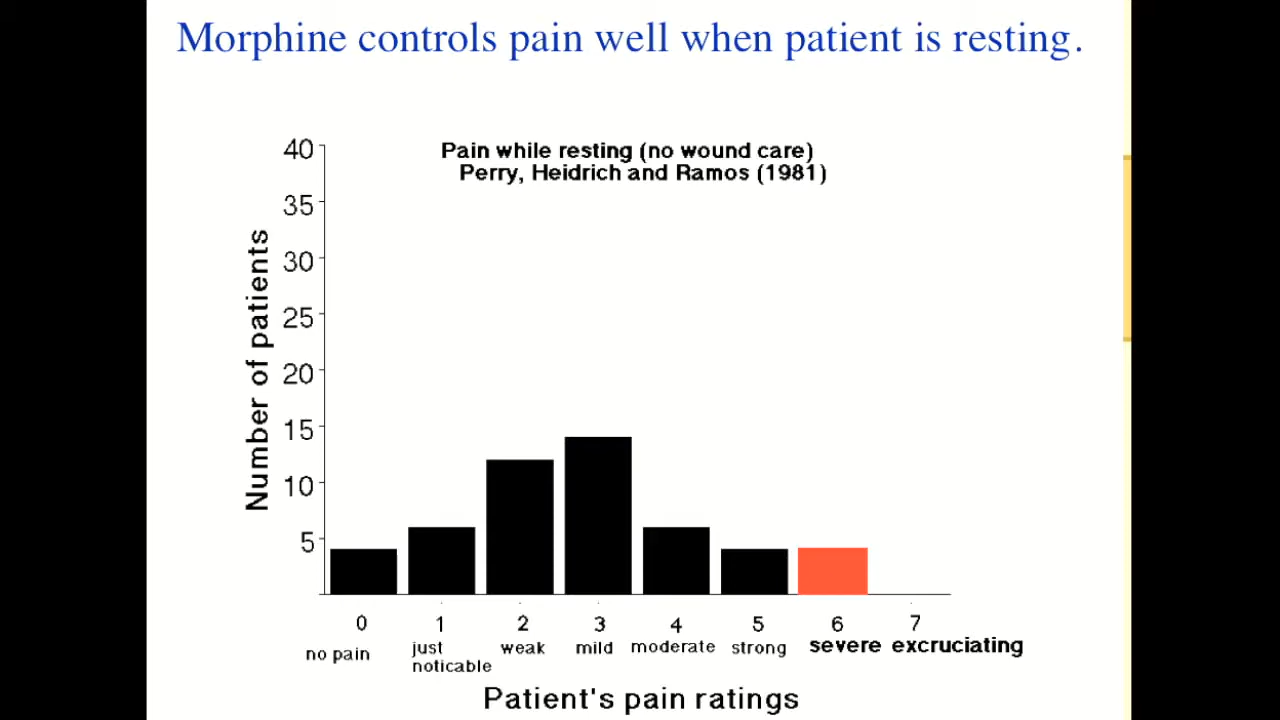 Morphine controls pain well when patient is resting.
Pain while resting (no wound care)
Perry, Heidrich and Ramos (1981)
Number of patients
40
35
30
25
20
15
10
5
0 1 2 3 4 5 6 7
no pain just noticable weak mild moderate strong severe excruciating
Patient's pain ratings